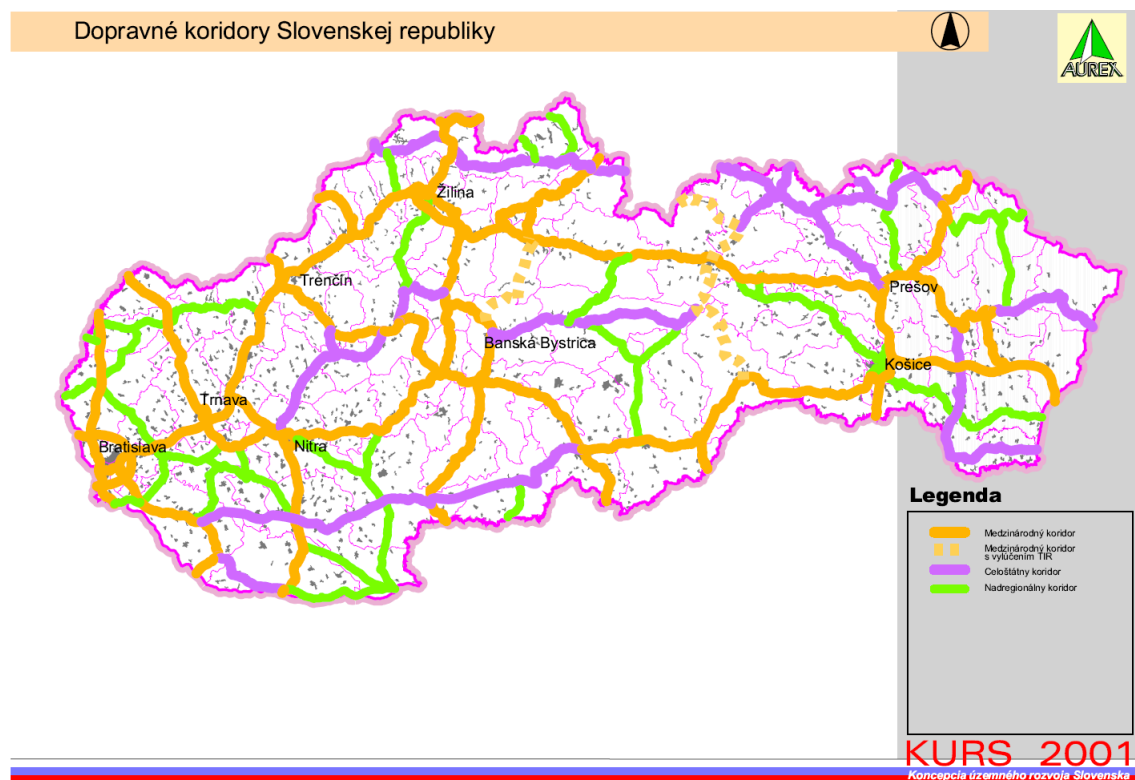 Dopravné koridory Slovenskej republiky
AUREX
Žilina
Trenčín
Prešov
Banská Bystrica
Košice
Trnava
Bratislava
Nitra
Legenda
Medzinárodný koridor
Medzinárodný koridor
s vylúčením TIR
Celoštátny koridor
Nadregionálny koridor
KURS 2001
Koncepcia územného rozvoja Slovenska